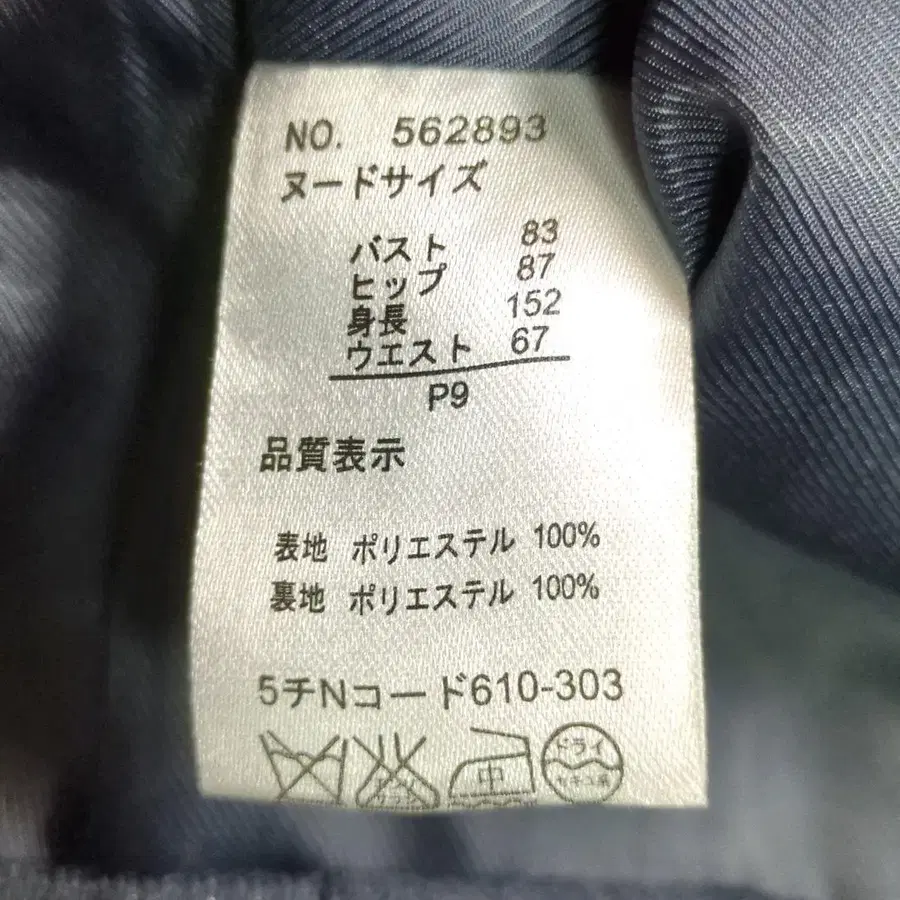 NO. 562893
ヌードサイズ
バスト 83
ヒップ 87
身長 152
ウエスト 67
P9
品質表示
表地 ポリエステル 100%
裏地 ポリエステル 100%
5チNコード610-303
中
ドライ